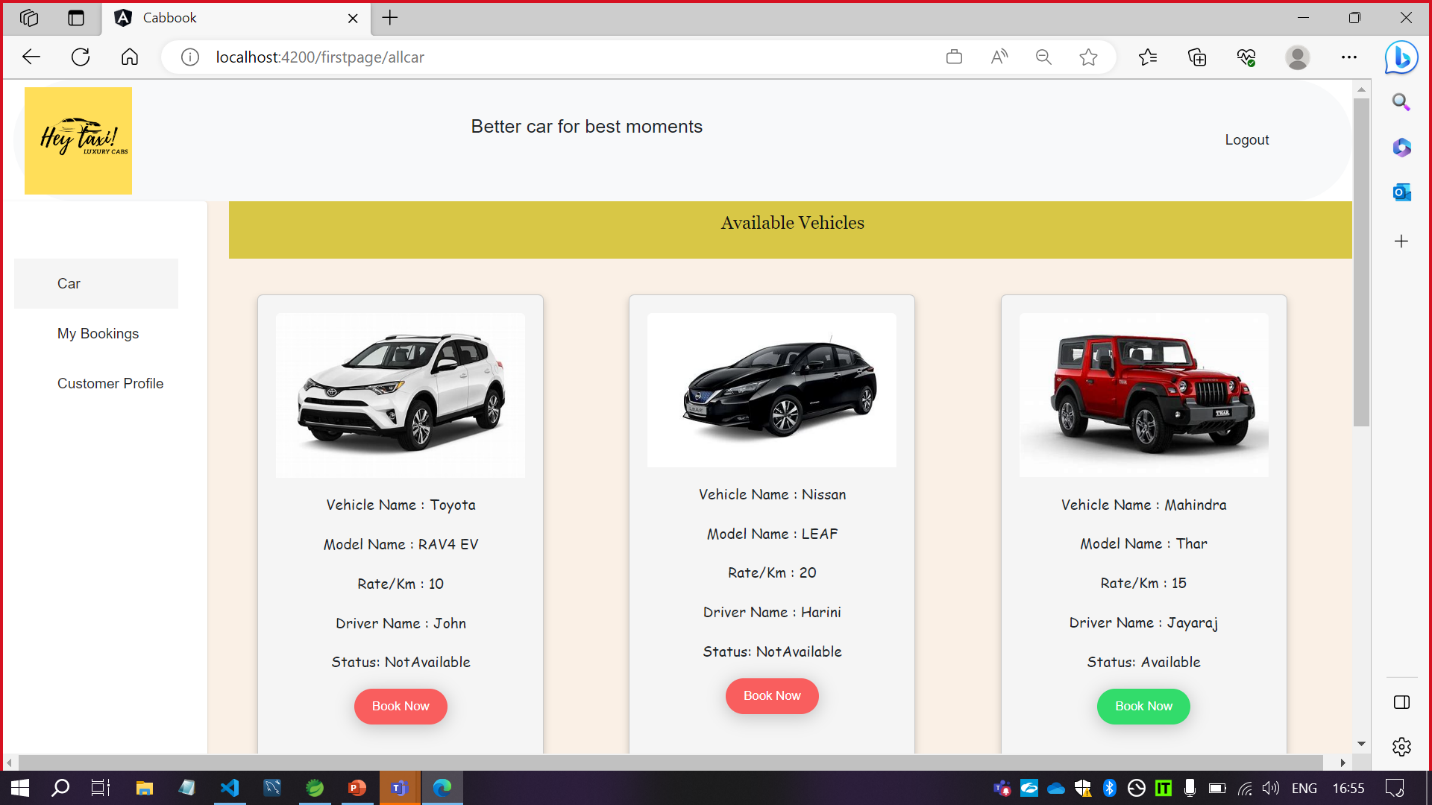 Cabbook
localhost:4200/firstpage/allcar
Hey Taxi!
LUXURY CABS
Better car for best moments
Logout
Available Vehicles
Car
My Bookings
Customer Profile
Vehicle Name : Toyota
Model Name : RAV4 EV
Rate/Km : 10
Driver Name : John
Status: NotAvailable
Book Now
LEAF
Vehicle Name : Nissan
Model Name : LEAF
Rate/Km : 20
Driver Name : Harini
Status: NotAvailable
Book Now
THAR
Vehicle Name : Mahindra
Model Name : Thar
Rate/Km : 15
Driver Name : Jayaraj
Status: Available
Book Now
ENG
16:55